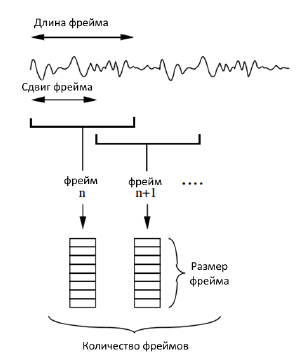 Длина фрейма
Сдвиг фрейма
фрейм фрейм ....
n n+1
Размер
фрейма
Количество фреймов